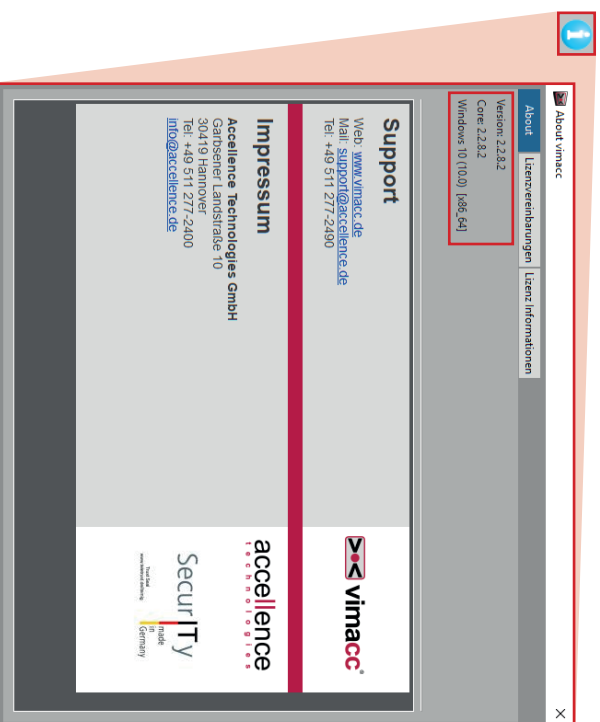 About vimacc
About
Lizenzvereinbarungen
Lizenz Informationen
Version: 2.2.8.2
Core: 2.2.8.2
Windows 10 (10.0) [x86_64]
Support
Web: www.vimacc.de
Mail: support@accellence.de
Tel: +49 511 277-2490
vimacc®
Impressum
Accellence Technologies GmbH
Garbsener Landstraße 10
30419 Hannover
Tel: +49 511 277-2400
info@accellence.de
accellence
technologies
SecurITy
made
in
Germany
Trust Seal